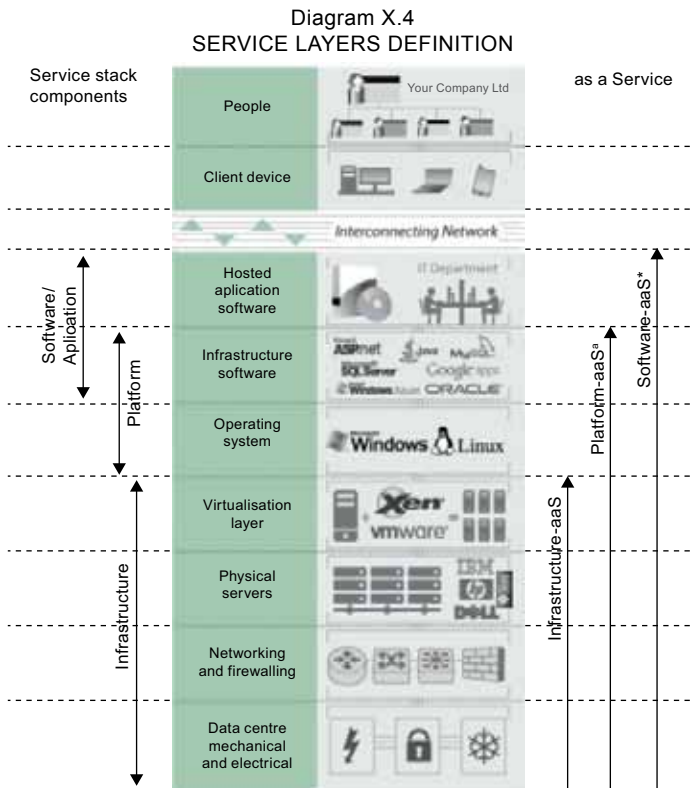 Diagram X.4
SERVICE LAYERS DEFINITION
Service stack
components
as a Service
People
Your Company Ltd
Client device
Interconnecting Network
Software/
Aplication
Hosted
aplication
software
IT Department
Platform
Infrastructure
software
ASP.net
Java
MySQL
Microsoft
SQL Server
Google apps
Windows Azure
ORACLE
Operating
system
Windows
Linux
Infrastructure
Virtualisation
layer
Xen
vmware
Physical
servers
IBM
hp
DELL
Networking
and firewalling
Data centre
mechanical
and electrical
Infrastructure-aaS
Platform-aaSª
Software-aaS*